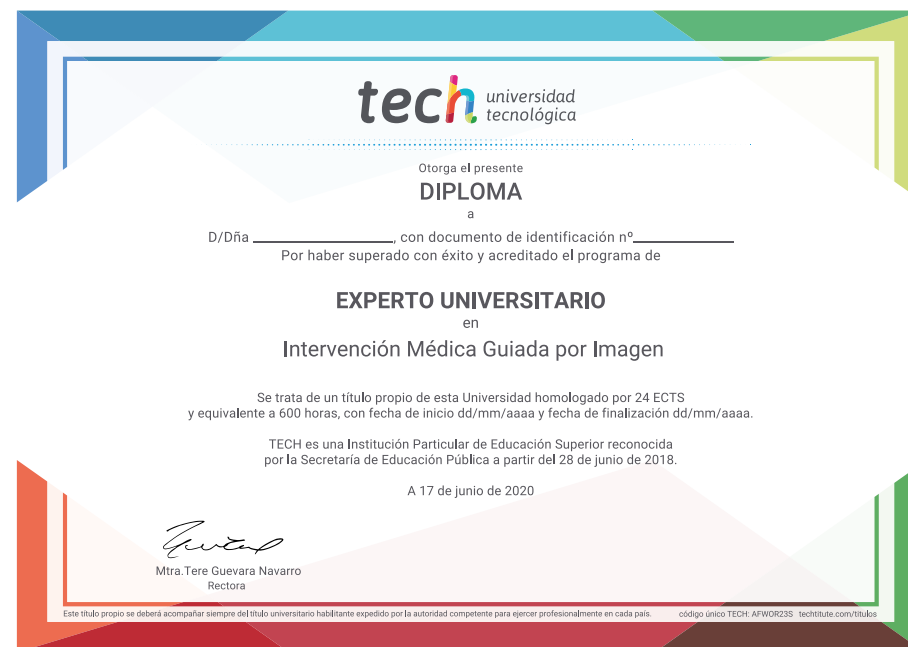 tech universidad
tecnológica
Otorga el presente
DIPLOMA
a
D/Dña ________________, con documento de identificación nº____________
Por haber superado con éxito y acreditado el programa de
EXPERTO UNIVERSITARIO
en
Intervención Médica Guiada por Imagen
Se trata de un título propio de esta Universidad homologado por 24 ECTS
y equivalente a 600 horas, con fecha de inicio dd/mm/aaaa y fecha de finalización dd/mm/aaaa.
TECH es una Institución Particular de Educación Superior reconocida
por la Secretaría de Educación Pública a partir del 28 de junio de 2018.
A 17 de junio de 2020
Mtra.Tere Guevara Navarro
Rectora
Este título propio se deberá acompañar siempre del título universitario habilitante expedido por la autoridad competente para ejercer profesionalmente en cada país. código único TECH: AFWOR23S techtitute.com/titulos